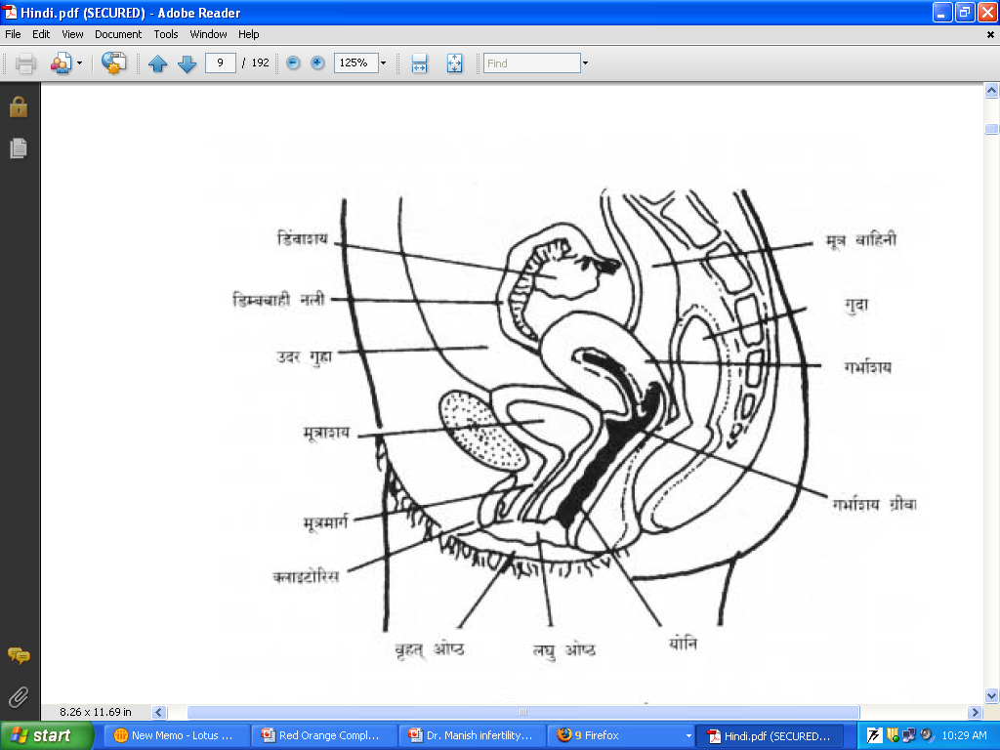 Hindi.pdf (SECURED) - Adobe Reader
File Edit View Document Tools Window Help
9 / 192 125% Find
डिंवाशय
मूत्र वाहिनी
डिम्बवाही नली
गुदा
उदर गुहा
गर्भाशय
मूत्राशय
गर्भाशय ग्रीवा
मूत्रमार्ग
क्लाइटोरिस
वृहत् ओष्ठ
लघु ओष्ठ
योनि
8.26 x 11.69 in
start New Memo - Lotus ... Red Orange Compl... Dr. Manish infertility... 9 Firefox Hindi.pdf (SECURED)... 10:29 AM